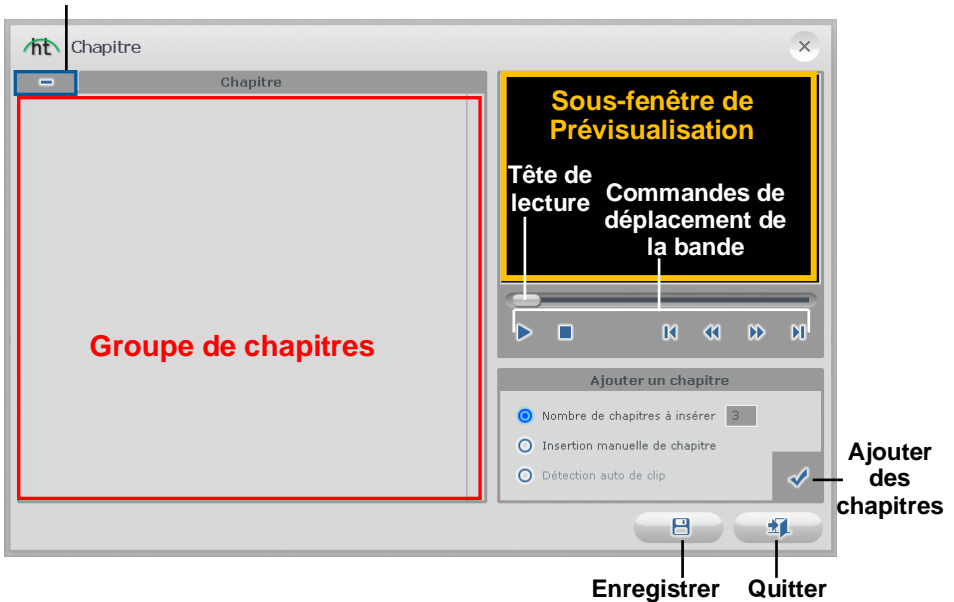 ht Chapitre
Chapitre
Groupe de chapitres
Sous-fenêtre de
Prévisualisation
Tête de
lecture
Commandes de
déplacement de
la bande
Ajouter un chapitre
Nombre de chapitres à insérer 3
Insertion manuelle de chapitre
Détection auto de clip
Ajouter
des
chapitres
Enregistrer
Quitter